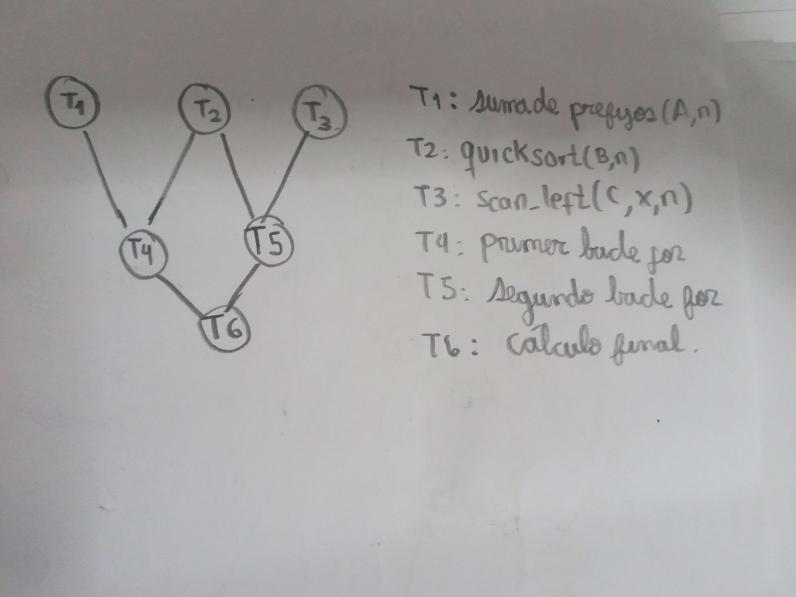 T1 T2 T3
T4 T5
T6
T1: suma de prefijos (A,n)
T2: quicksort(B,n)
T3: scan_left(C,x,n)
T4: primer bucle for
T5: segundo bucle for
T6: cálculo final.